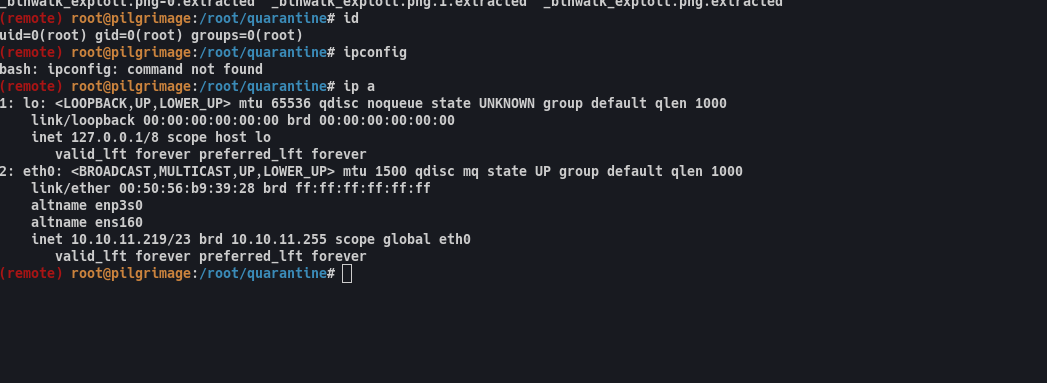 _binwalk_exploit.png-0.extracted  _binwalk_exploit.png.1.extracted  _binwalk_exploit.png.extracted
(remote) root@pilgrimage:/root/quarantine# id
uid=0(root) gid=0(root) groups=0(root)
(remote) root@pilgrimage:/root/quarantine# ipconfig
bash: ipconfig: command not found
(remote) root@pilgrimage:/root/quarantine# ip a
1: lo: <LOOPBACK,UP,LOWER_UP> mtu 65536 qdisc noqueue state UNKNOWN group default qlen 1000
    link/loopback 00:00:00:00:00:00 brd 00:00:00:00:00:00
    inet 127.0.0.1/8 scope host lo
       valid_lft forever preferred_lft forever
2: eth0: <BROADCAST,MULTICAST,UP,LOWER_UP> mtu 1500 qdisc mq state UP group default qlen 1000
    link/ether 00:50:56:b9:39:28 brd ff:ff:ff:ff:ff:ff
    altname enp3s0
    altname ens160
    inet 10.10.11.219/23 brd 10.10.11.255 scope global eth0
       valid_lft forever preferred_lft forever
(remote) root@pilgrimage:/root/quarantine#